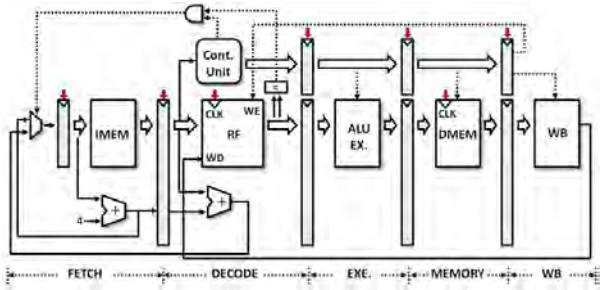 Cont.
Unit
=
IMEM
CLK
WE
RF
WD
ALU
EX.
CLK
DMEM
WB
+
4
+
FETCH
DECODE
EXE.
MEMORY
WB